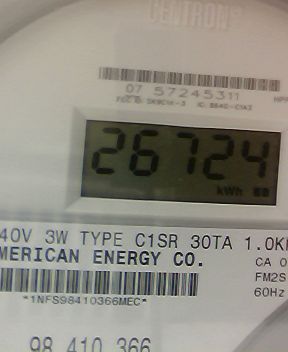 CENTRON®
07 57245311
26724
kWh
40V 3W TYPE C1SR 30TA 1.0K
MERICAN ENERGY CO.
CA 0
FM2S
60Hz
*1NFS98410366MEC*
98 410 366